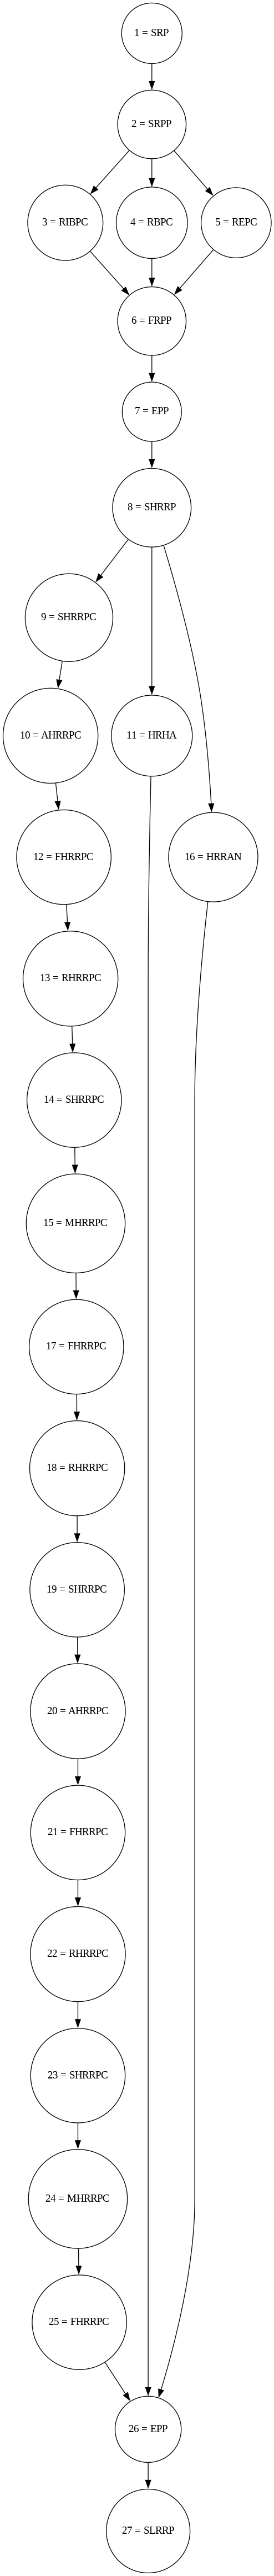 1 = SRP
2 = SRPP
3 = RIBPC
4 = RBPC
5 = REPC
6 = FRPP
7 = EPP
8 = SHRRP
9 = SHRRPC
10 = AHRRPC
11 = HRHA
12 = FHRRPC
16 = HRRAN
13 = RHRRPC
14 = SHRRPC
15 = MHRRPC
17 = FHRRPC
18 = RHRRPC
19 = SHRRPC
20 = AHRRPC
21 = FHRRPC
22 = RHRRPC
23 = SHRRPC
24 = MHRRPC
25 = FHRRPC
26 = EPP
27 = SLRRP